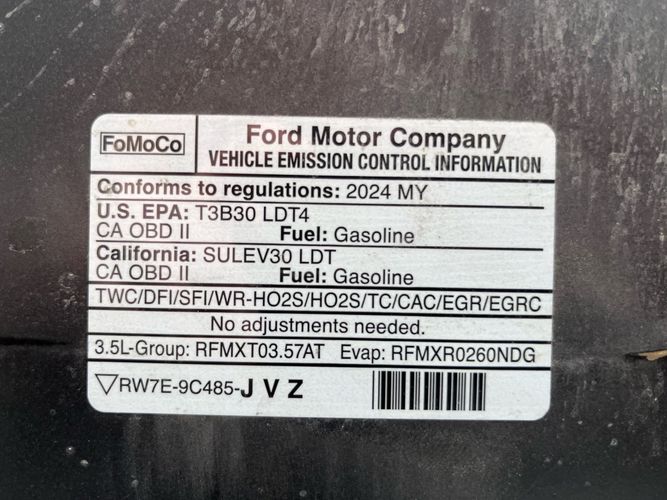 FoMoCo
Ford Motor Company
VEHICLE EMISSION CONTROL INFORMATION
Conforms to regulations: 2024 MY
U.S. EPA: T3B30 LDT4
CA OBD II Fuel: Gasoline
California: SULEV30 LDT
CA OBD II Fuel: Gasoline
TWC/DFI/SFI/WR-HO2S/HO2S/TC/CAC/EGR/EGRC
No adjustments needed.
3.5L-Group: RFMXT03.57AT Evap: RFMXR0260NDG
▽RW7E-9C485-J V Z